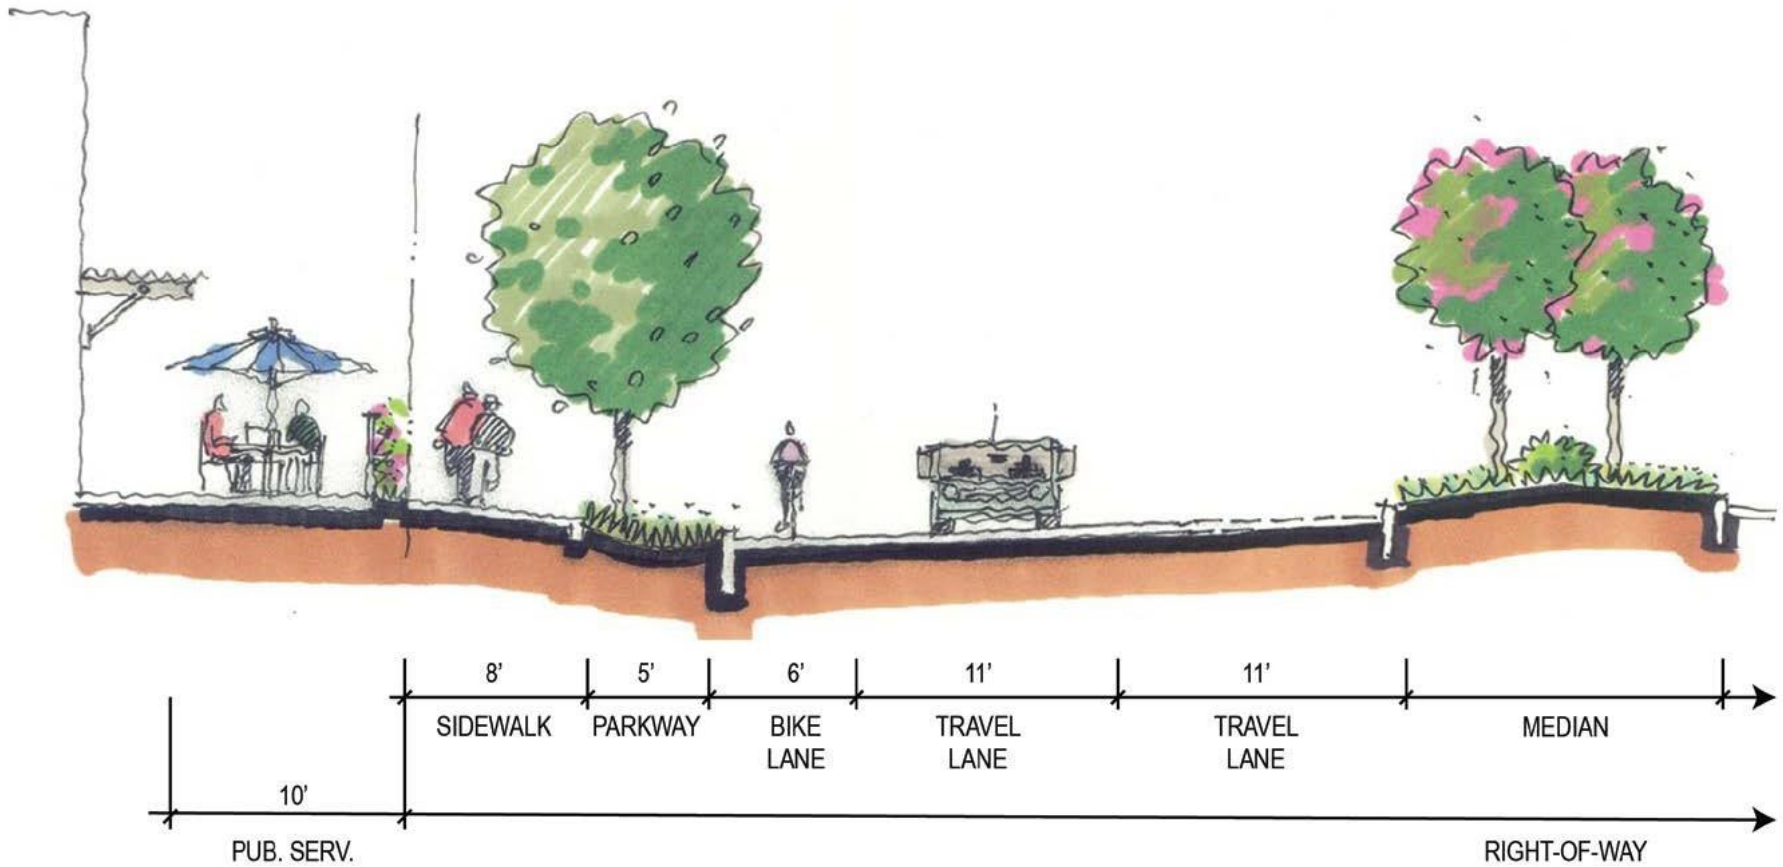 8' 5' 6' 11' 11'
SIDEWALK PARKWAY BIKE LANE TRAVEL LANE TRAVEL LANE MEDIAN
10'
PUB. SERV. RIGHT-OF-WAY